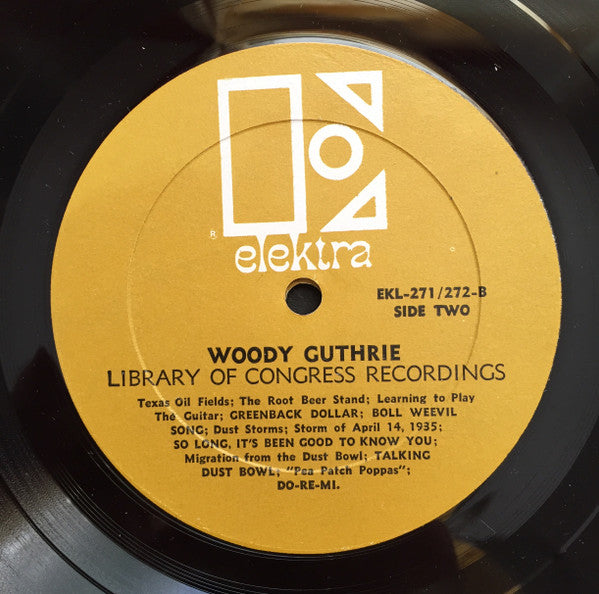 ®
elektra
EKL-271/272-B
SIDE TWO
WOODY GUTHRIE
LIBRARY OF CONGRESS RECORDINGS
Texas Oil Fields; The Root Beer Stand; Learning to Play
The Guitar; GREENBACK DOLLAR; BOLL WEEVIL
SONG; Dust Storms; Storm of April 14, 1935;
SO LONG, IT'S BEEN GOOD TO KNOW YOU;
Migration from the Dust Bowl; TALKING
DUST BOWL; "Pea Patch Poppas";
DO-RE-MI.